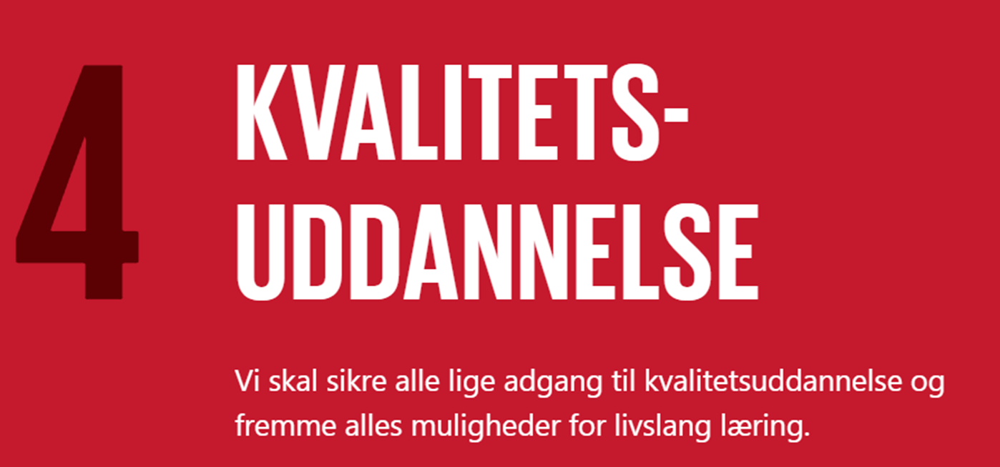 4
KVALITETS-
UDDANNELSE
Vi skal sikre alle lige adgang til kvalitetsuddannelse og
fremme alles muligheder for livslang læring.